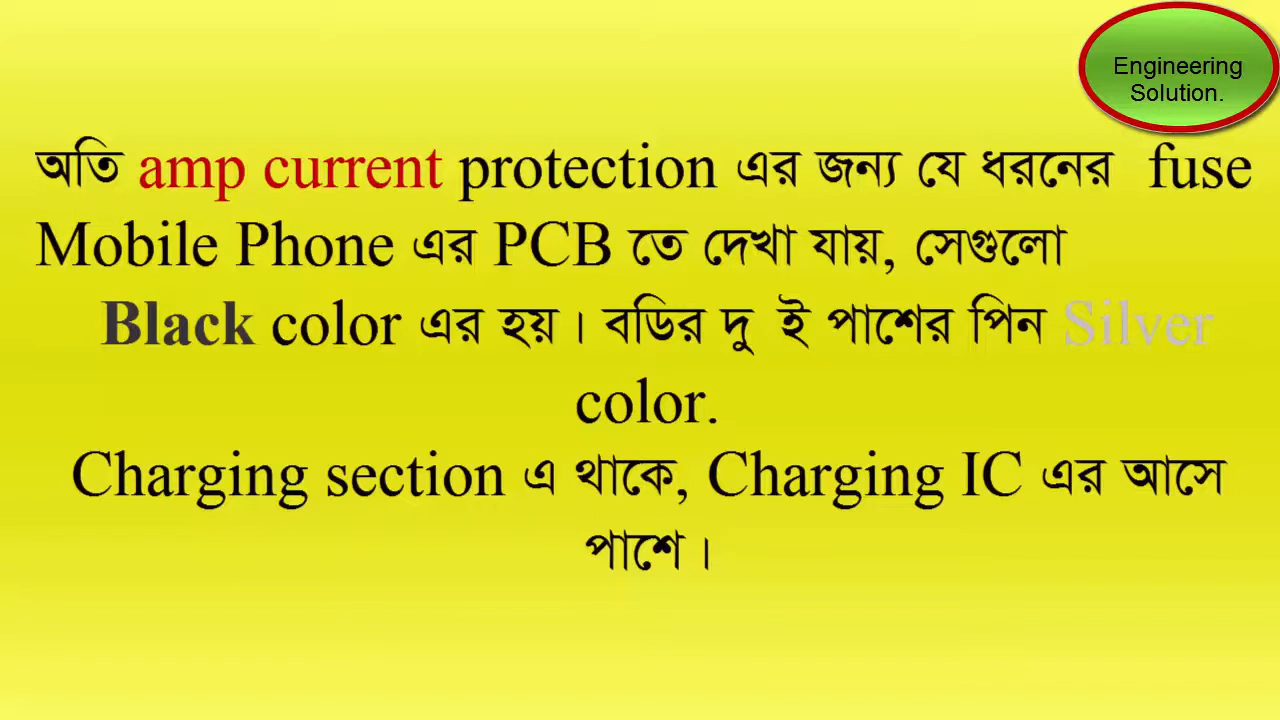 Engineering
Solution.
অতি amp current protection এর জন্য যে ধরনের fuse
Mobile Phone এর PCB তে দেখা যায়, সেগুলো
Black color এর হয়। বডির দু ই পাশের পিন Silver
color.
Charging section এ থাকে, Charging IC এর আসে
পাশে।